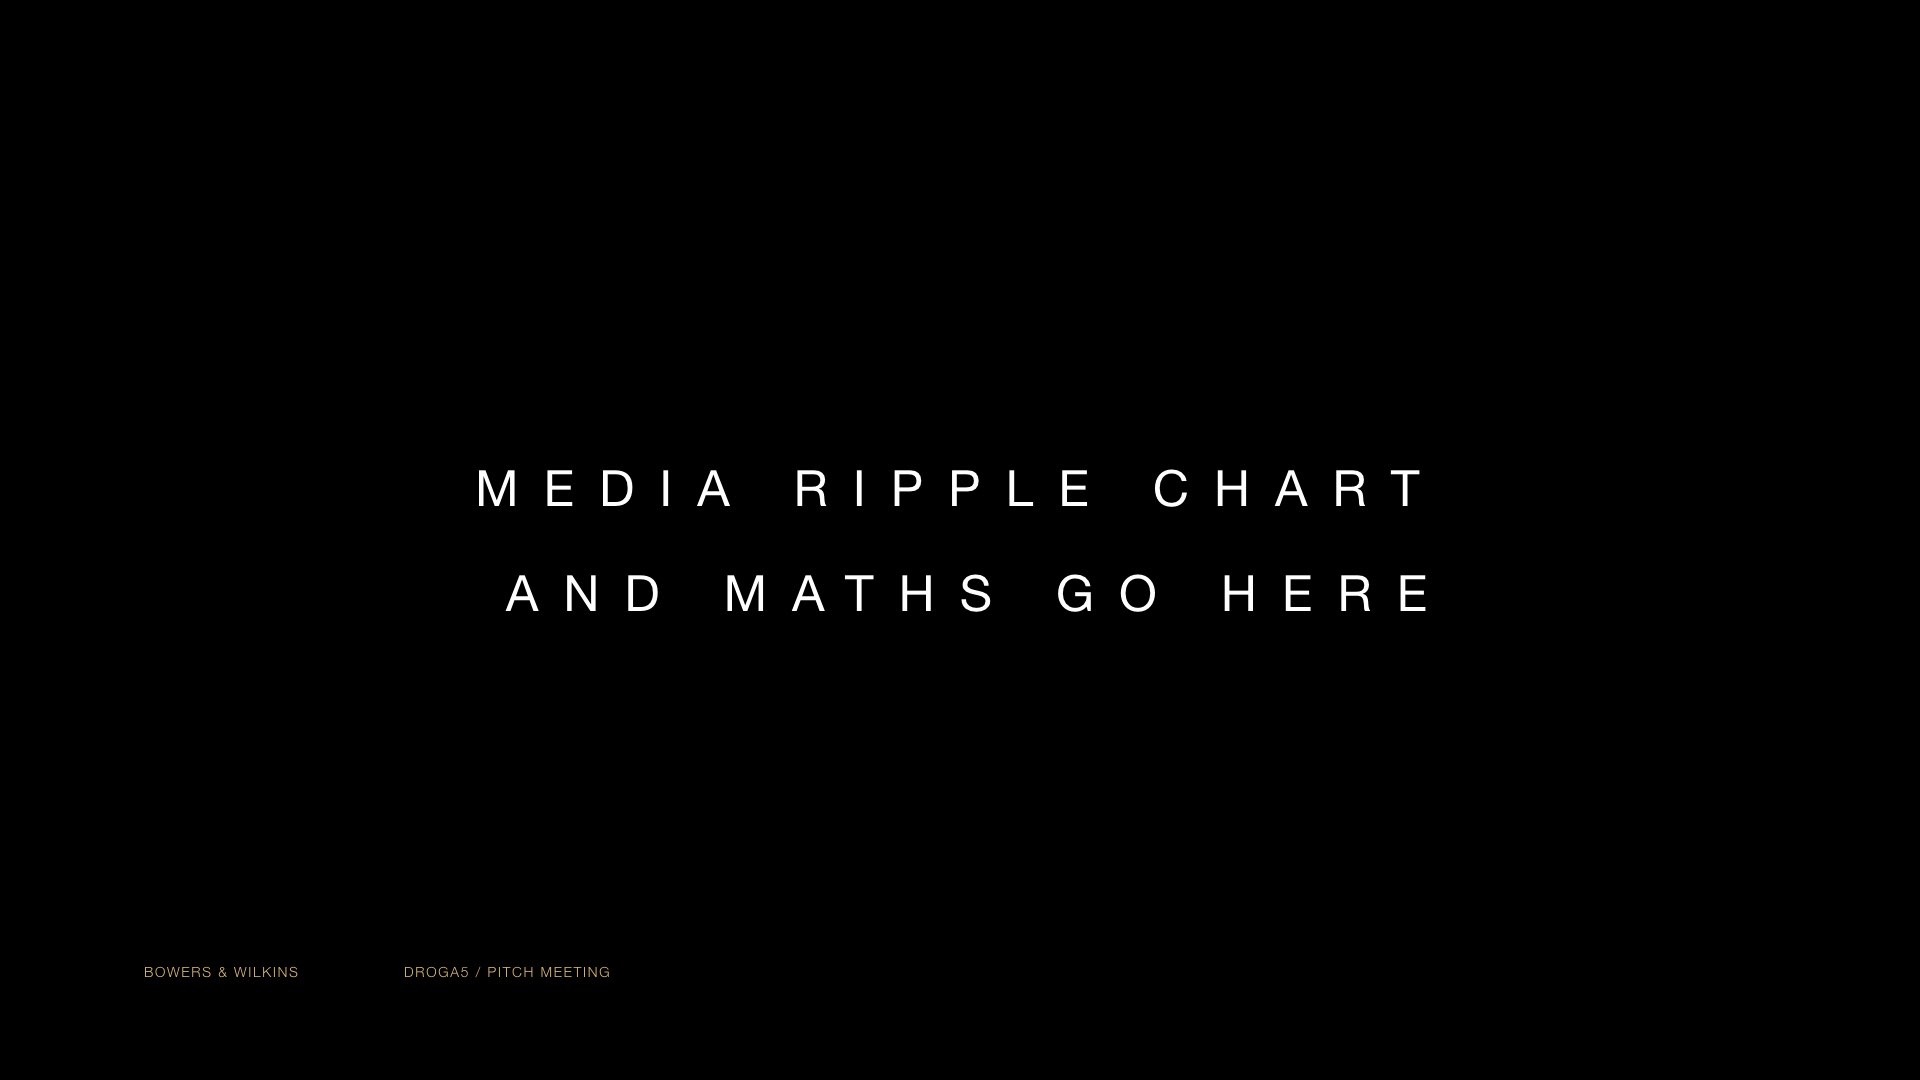 MEDIA RIPPLE CHART
AND MATHS GO HERE
BOWERS & WILKINS
DROGA5 / PITCH MEETING